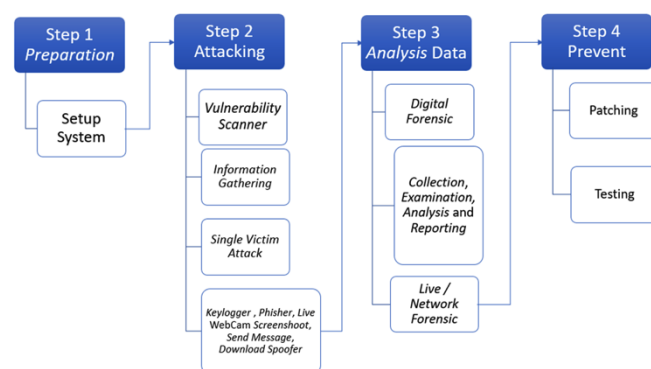 Step 1
Preparation
Setup
System
Step 2
Attacking
Vulnerability
Scanner
Information
Gathering
Single Victim
Attack
Keylogger , Phisher, Live
WebCam Screenshoot,
Send Message,
Download Spoofer
Step 3
Analysis Data
Digital
Forensic
Collection,
Examination,
Analysis and
Reporting
Live /
Network
Forensic
Step 4
Prevent
Patching
Testing